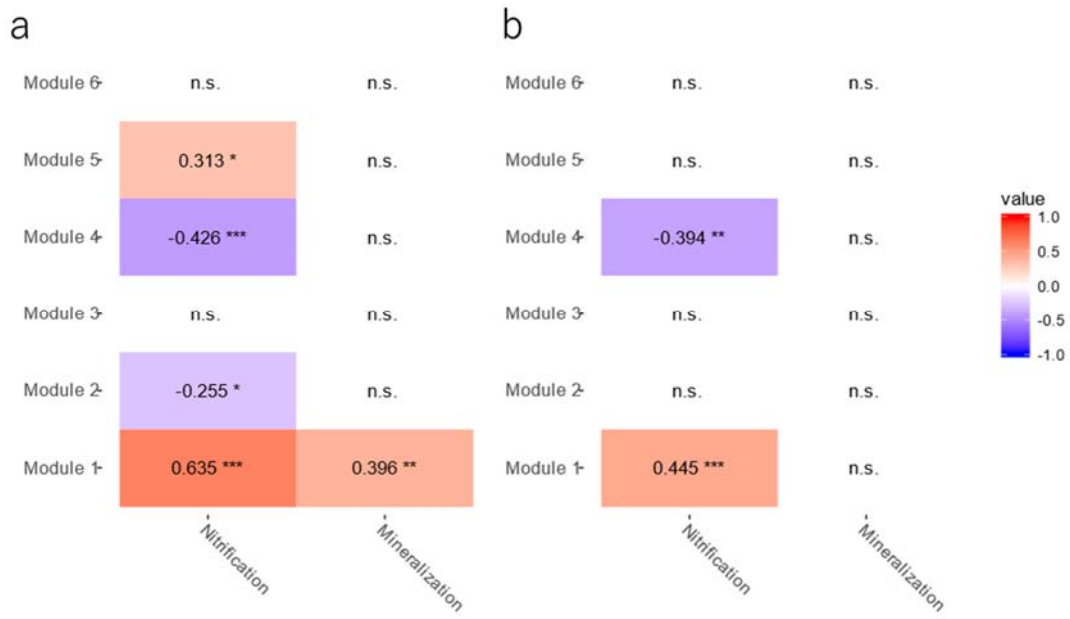 a
b
Module 6 n.s. n.s.
Module 5 0.313 * n.s.
Module 4 -0.426 *** n.s.
Module 3 n.s. n.s.
Module 2 -0.255 * n.s.
Module 1 0.635 *** 0.396 **
Nitrification
Mineralization
Module 6 n.s. n.s.
Module 5 n.s. n.s.
Module 4 -0.394 ** n.s.
Module 3 n.s. n.s.
Module 2 n.s. n.s.
Module 1 0.445 *** n.s.
Nitrification
Mineralization
value
1.0
0.5
0.0
-0.5
-1.0